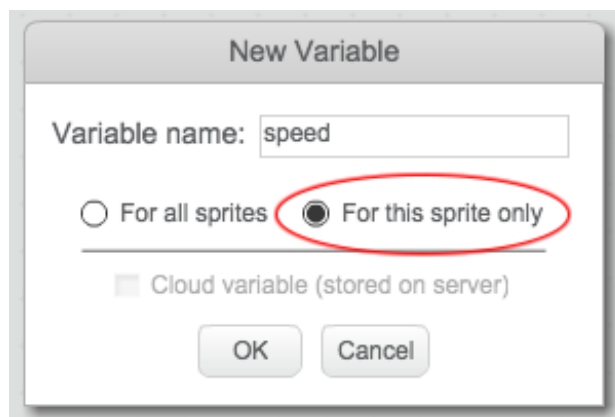 New Variable
Variable name: speed
For all sprites For this sprite only
Cloud variable (stored on server)
OK Cancel